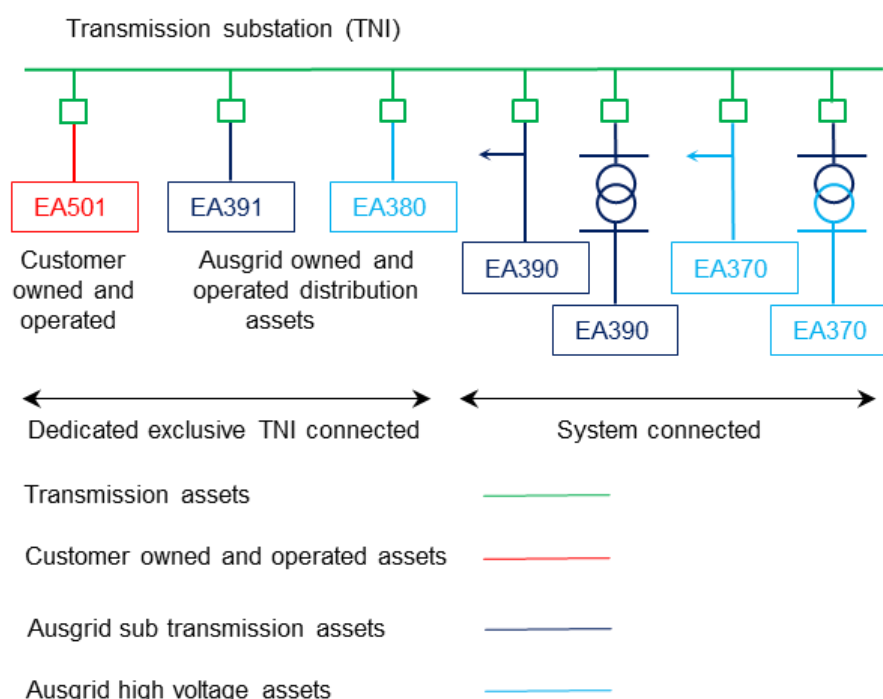 Transmission substation (TNI)
EA501
EA391
EA380
EA390
EA390
EA370
EA370
Customer
owned and
operated
Ausgrid owned and
operated distribution
assets
Dedicated exclusive TNI connected
System connected
Transmission assets
Customer owned and operated assets
Ausgrid sub transmission assets
Ausgrid high voltage assets